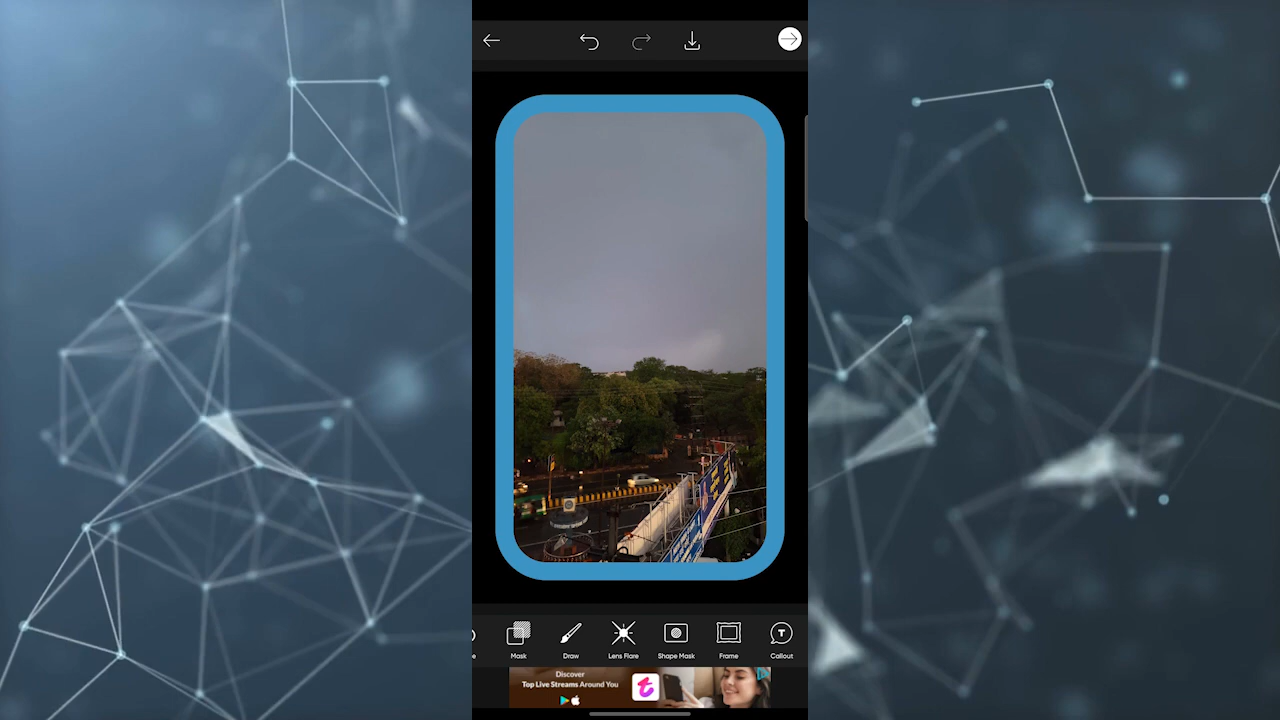 Mask
Draw
Lens Flare
Shape Mask
Frame
Callout
Discover
Top Live Streams Around You